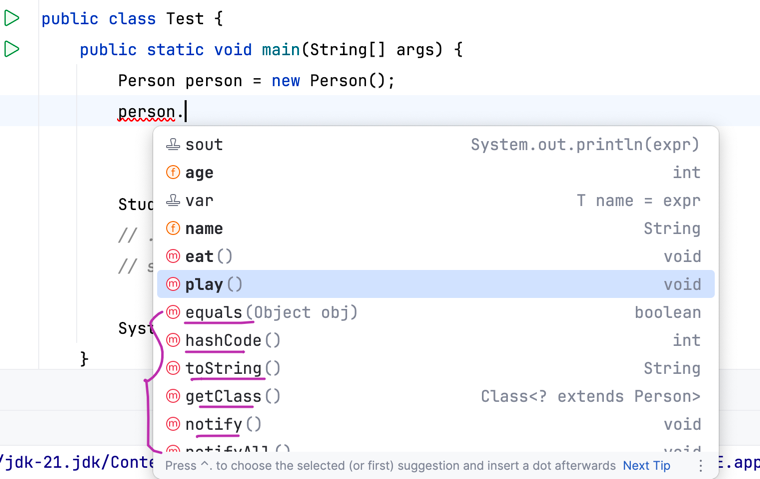 public class Test {
public static void main(String[] args) {
Person person = new Person();
person.
sout System.out.println(expr)
age int
var T name = expr
name String
eat() void
play() void
equals(Object obj) boolean
hashCode() int
toString() String
getClass() Class<? extends Person>
notify() void
notifyAll() void
Press ^. to choose the selected (or first) suggestion and insert a dot afterwards Next Tip
Stud
// .
// s
Syst
}
/jdk-21.jdk/Conte
E.app